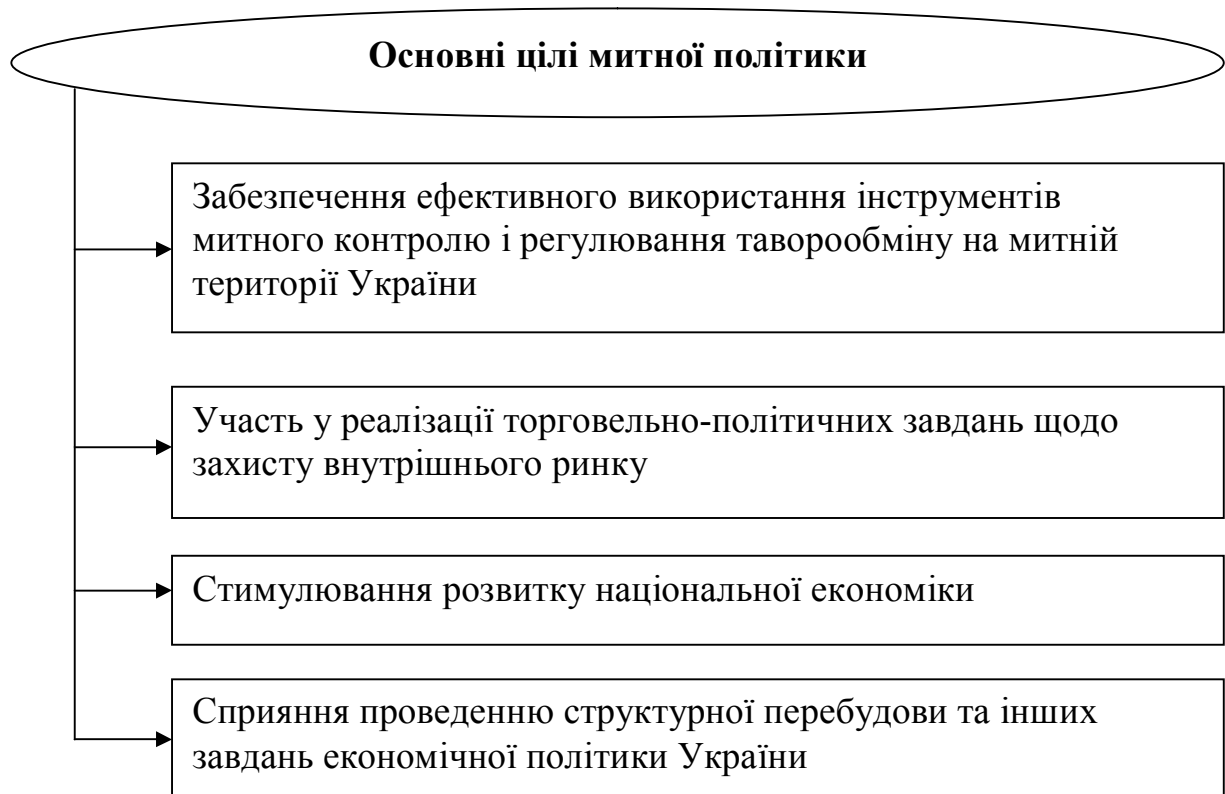 Основні цілі митної політики
Забезпечення ефективного використання інструментів
митного контролю і регулювання таворообміну на митній
території України
Участь у реалізації торговельно-політичних завдань щодо
захисту внутрішнього ринку
Стимулювання розвитку національної економіки
Сприяння проведенню структурної перебудови та інших
завдань економічної політики України